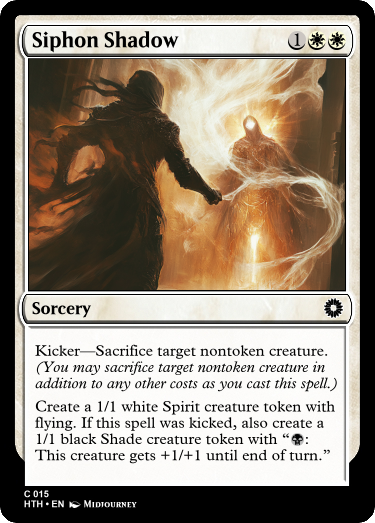 Siphon Shadow 1
Sorcery
Kicker—Sacrifice target nontoken creature.
(You may sacrifice target nontoken creature in
addition to any other costs as you cast this spell.)
Create a 1/1 white Spirit creature token with
flying. If this spell was kicked, also create a
1/1 black Shade creature token with “:
This creature gets +1/+1 until end of turn.”
C 015
HTH • EN Midjourney